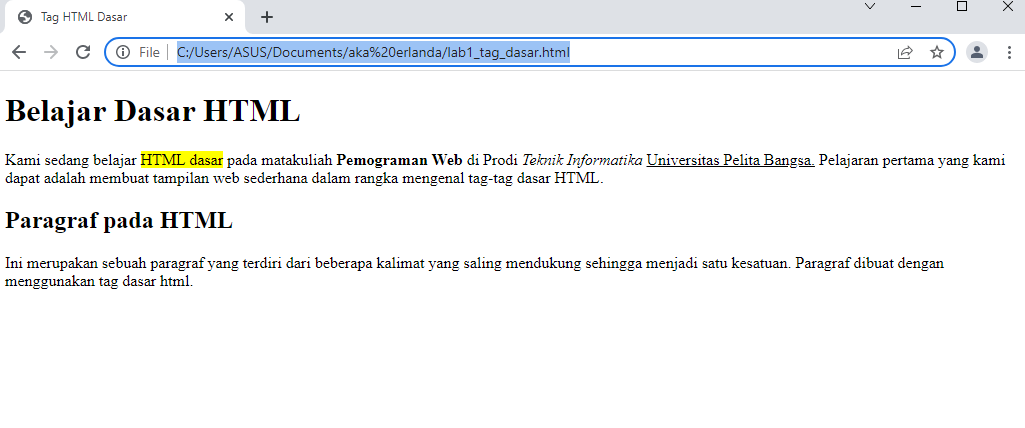 Tag HTML Dasar
File
C:/Users/ASUS/Documents/aka%20erlanda/lab1_tag_dasar.html
Belajar Dasar HTML
Kami sedang belajar HTML dasar pada matakuliah Pemograman Web di Prodi Teknik Informatika Universitas Pelita Bangsa. Pelajaran pertama yang kami
dapat adalah membuat tampilan web sederhana dalam rangka mengenal tag-tag dasar HTML.
Paragraf pada HTML
Ini merupakan sebuah paragraf yang terdiri dari beberapa kalimat yang saling mendukung sehingga menjadi satu kesatuan. Paragraf dibuat dengan
menggunakan tag dasar html.